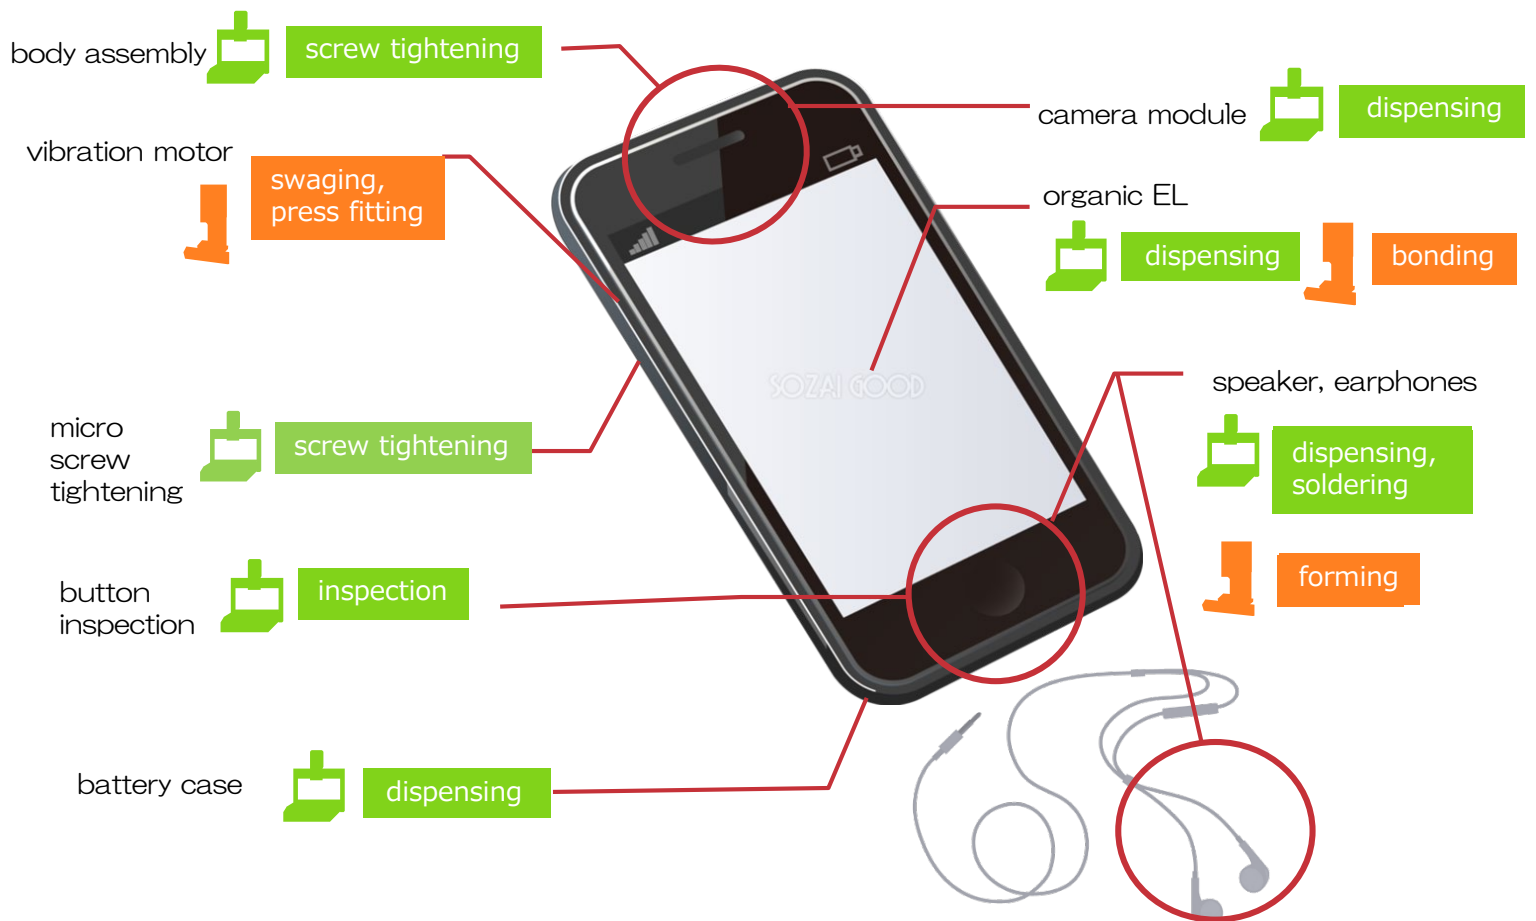 body assembly
screw tightening
camera module
dispensing
vibration motor
swaging,
press fitting
organic EL
dispensing
bonding
SOZAI GOOD
speaker, earphones
micro
screw
tightening
screw tightening
dispensing,
soldering
forming
button
inspection
inspection
battery case
dispensing